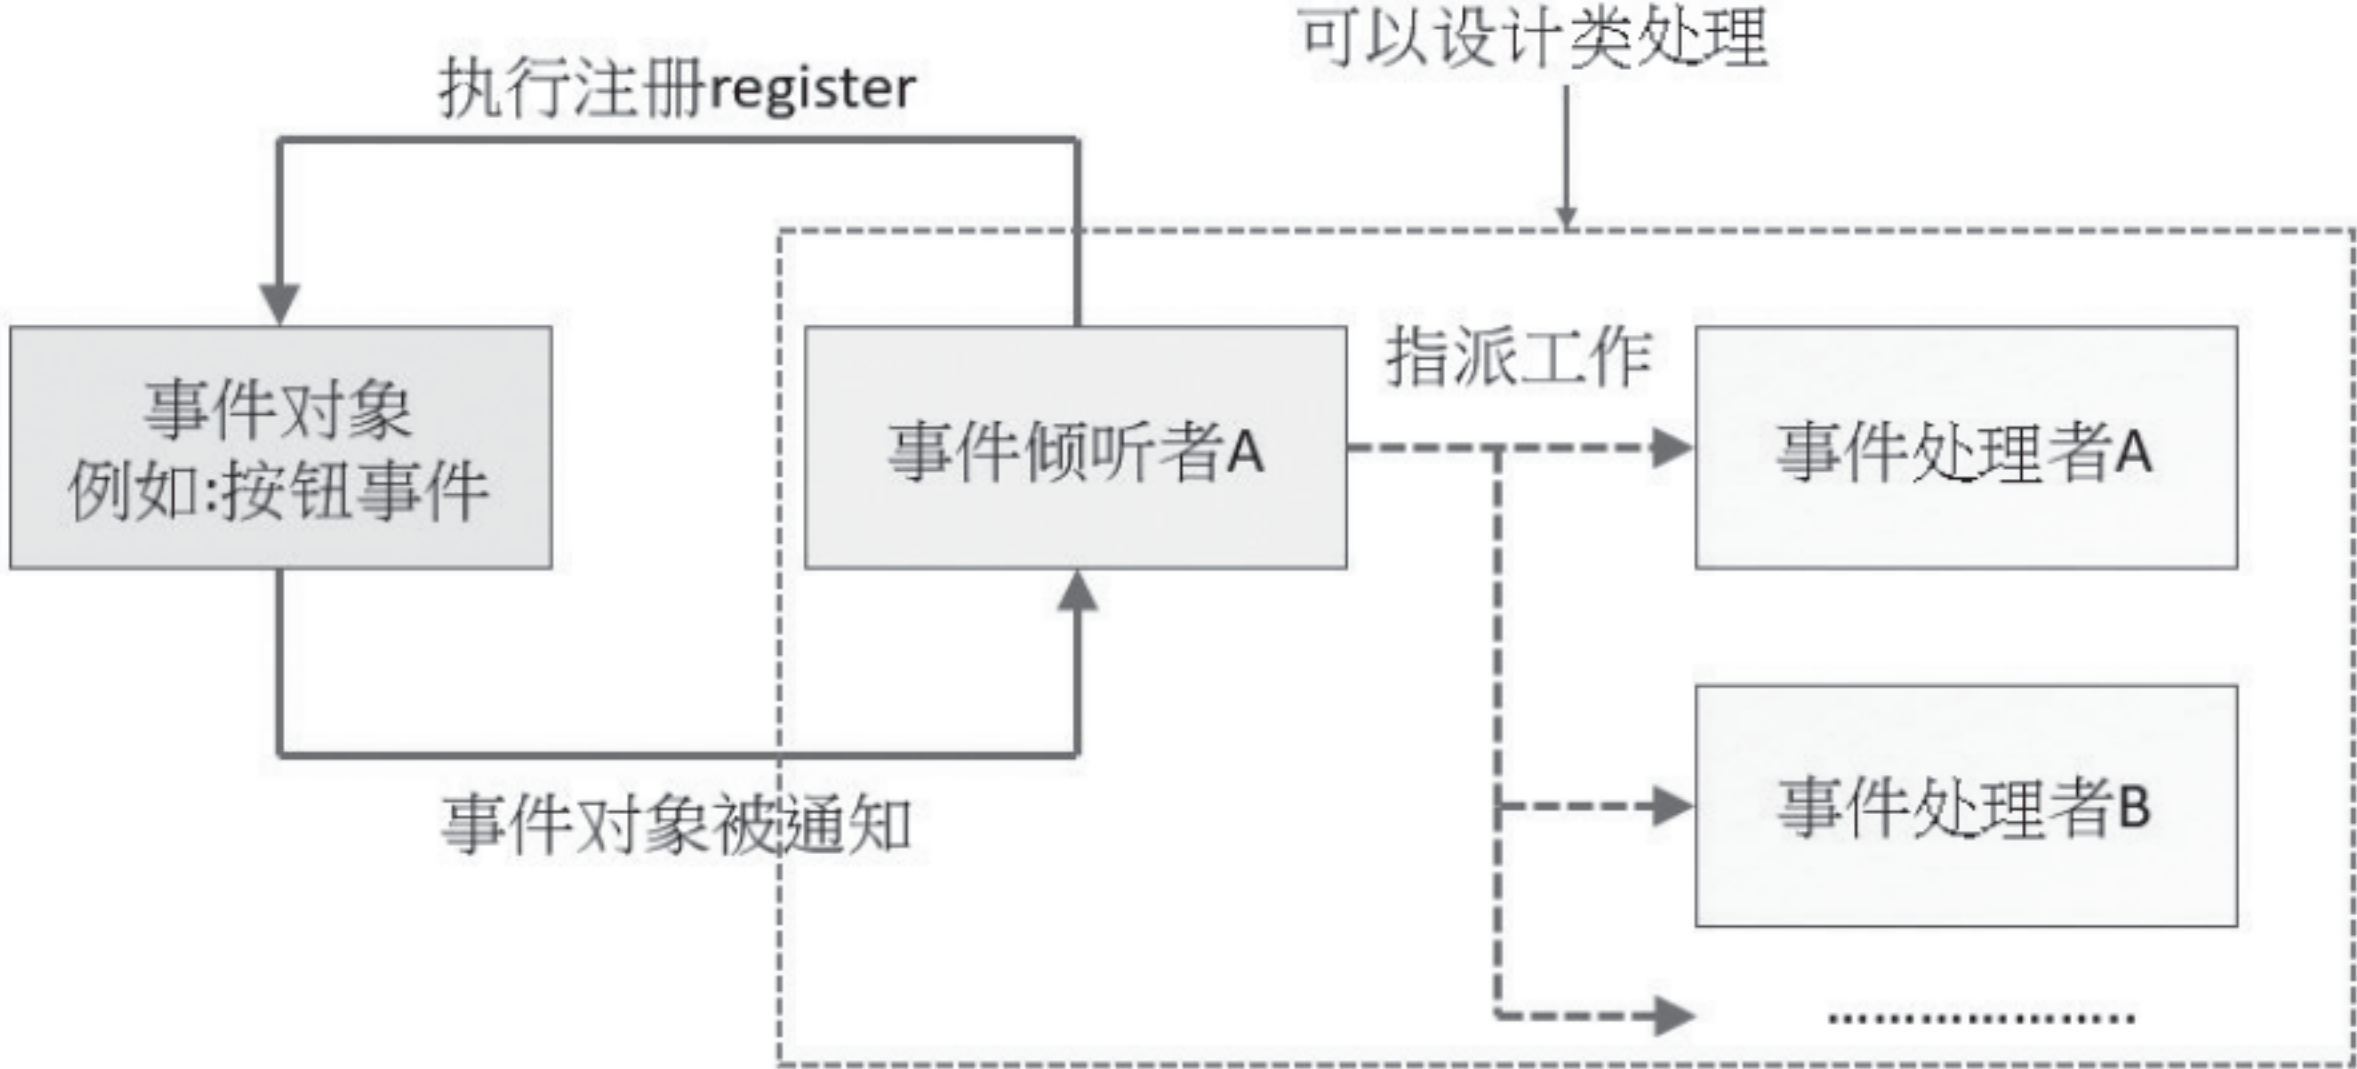 可以设计类处理
执行注册register
事件对象
例如:按钮事件
事件倾听者A
指派工作
事件处理者A
事件处理者B
事件对象被通知
....................